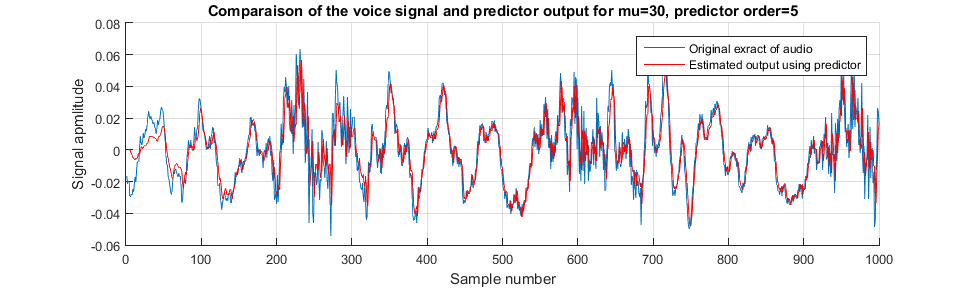 Comparaison of the voice signal and predictor output for mu=30, predictor order=5
0.08
0.06
0.04
0.02
0
-0.02
-0.04
-0.06
Signal apmlitude
Original exract of audio
Estimated output using predictor
0 100 200 300 400 500 600 700 800 900 1000
Sample number